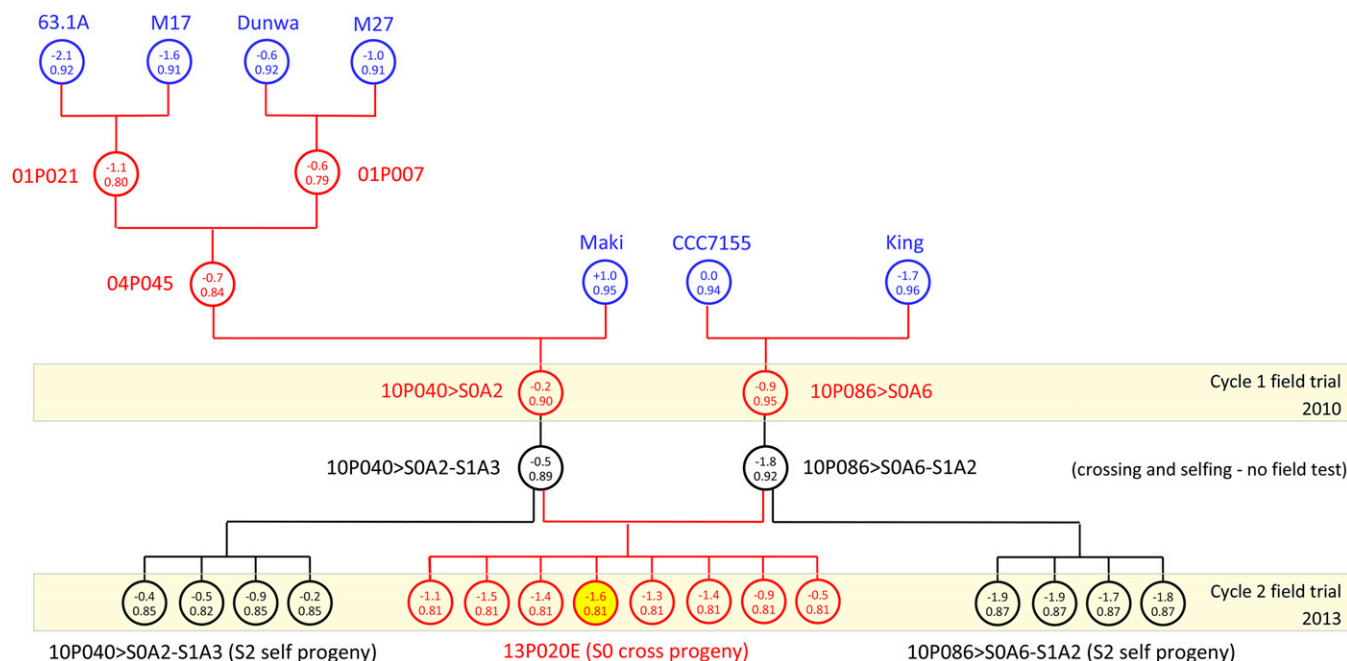 63.1A M17 Dunwa M27
-2.1 -1.6 -0.6 -1.0
0.92 0.91 0.92 0.91
01P021 -1.1 -0.6 01P007
0.80 0.79
Maki CCC7155 King
04P045 -0.7 +1.0 0.0 -1.7
0.84 0.95 0.94 0.96
10P040>S0A2 -0.2 -0.9 10P086>S0A6 Cycle 1 field trial
0.90 0.95 2010
10P040>S0A2-S1A3 -0.5 -1.8 10P086>S0A6-S1A2 (crossing and selfing - no field test)
0.89 0.92
-0.4 -0.5 -0.9 -0.2 -1.1 -1.5 -1.4 -1.6 -1.3 -1.4 -0.9 -0.5 -1.9 -1.9 -1.7 -1.8 Cycle 2 field trial
0.85 0.82 0.85 0.85 0.81 0.81 0.81 0.81 0.81 0.81 0.81 0.81 0.87 0.87 0.87 0.87 2013
10P040>S0A2-S1A3 (S2 self progeny) 13P020E (S0 cross progeny) 10P086>S0A6-S1A2 (S2 self progeny)